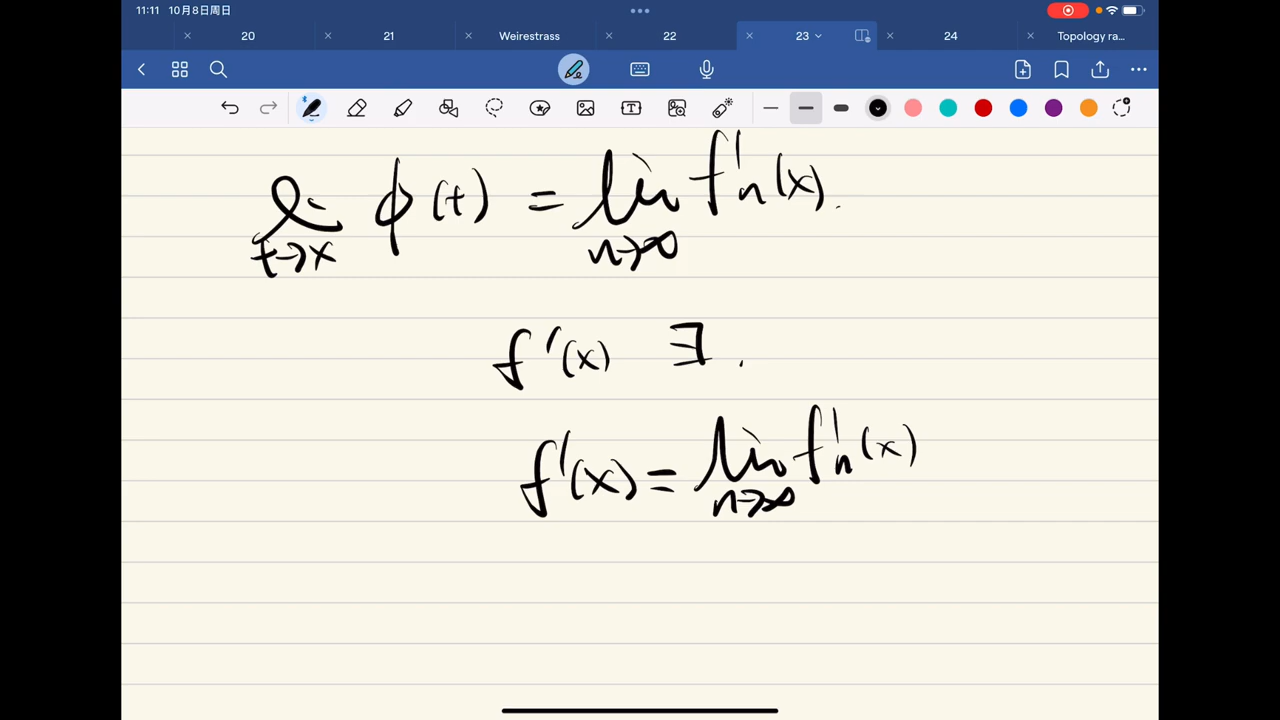 11:11 10月8日周日
20 21 Weirestrass 22 23 24 Topology ra...
lim t→x ϕ(t) = lim n→∞ f'n(x).
f'(x) ∃.
f'(x) = lim n→∞ f'n(x)